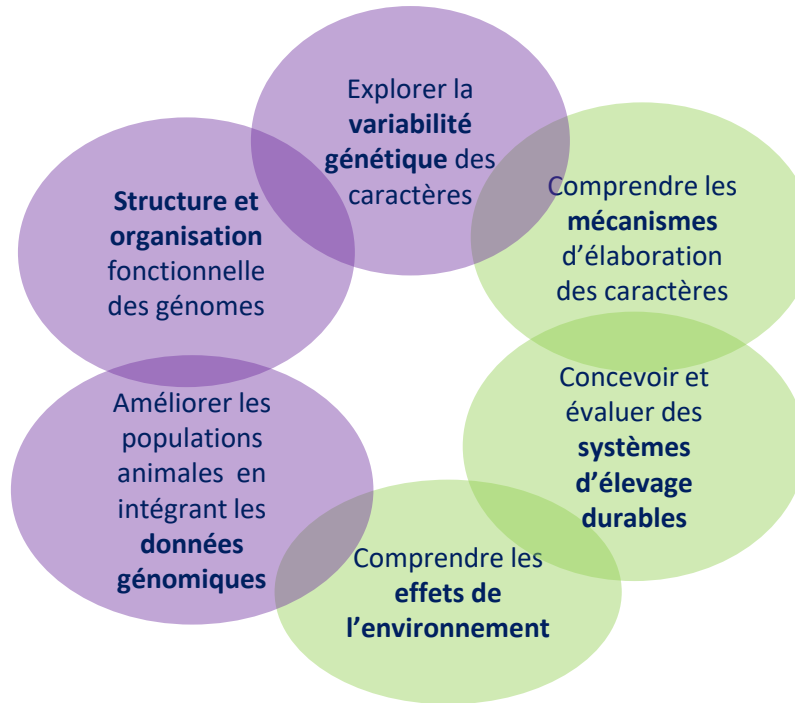 Explorer la
variabilité
génétique des
caractères
Comprendre les
mécanismes
d’élaboration
des caractères
Concevoir et
évaluer des
systèmes
d’élevage
durables
Comprendre les
effets de
l’environnement
Améliorer les
populations
animales en
intégrant les
données
génomiques
Structure et
organisation
fonctionnelle
des génomes